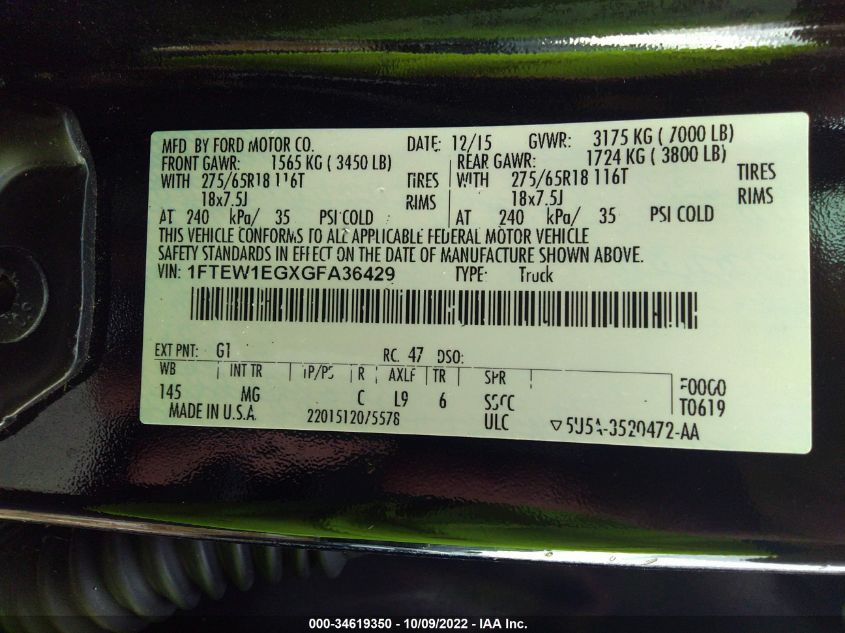 MFD. BY FORD MOTOR CO. DATE: 12/15 GVWR: 3175 KG ( 7000 LB)
FRONT GAWR: 1565 KG ( 3450 LB) REAR GAWR: 1724 KG ( 3800 LB)
WITH 275/65R18 116T TIRES WITH 275/65R18 116T TIRES
18x7.5J RIMS 18x7.5J RIMS
AT 240 kPa/ 35 PSI COLD AT 240 kPa/ 35 PSI COLD
THIS VEHICLE CONFORMS TO ALL APPLICABLE FEDERAL MOTOR VEHICLE
SAFETY STANDARDS IN EFFECT ON THE DATE OF MANUFACTURE SHOWN ABOVE.
VIN: 1FTEW1EGXGFA36429 TYPE: Truck
EXT PNT: G1 RC: 47 DSO:
WB INT TR TP/PS R AXLE TR SPR
145 MG C L9 6
T0619
MADE IN U.S.A. 22015120/5578 ULC ▽ 5U5A-3520472-AA
000-34619350 - 10/09/2022 - IAA Inc.